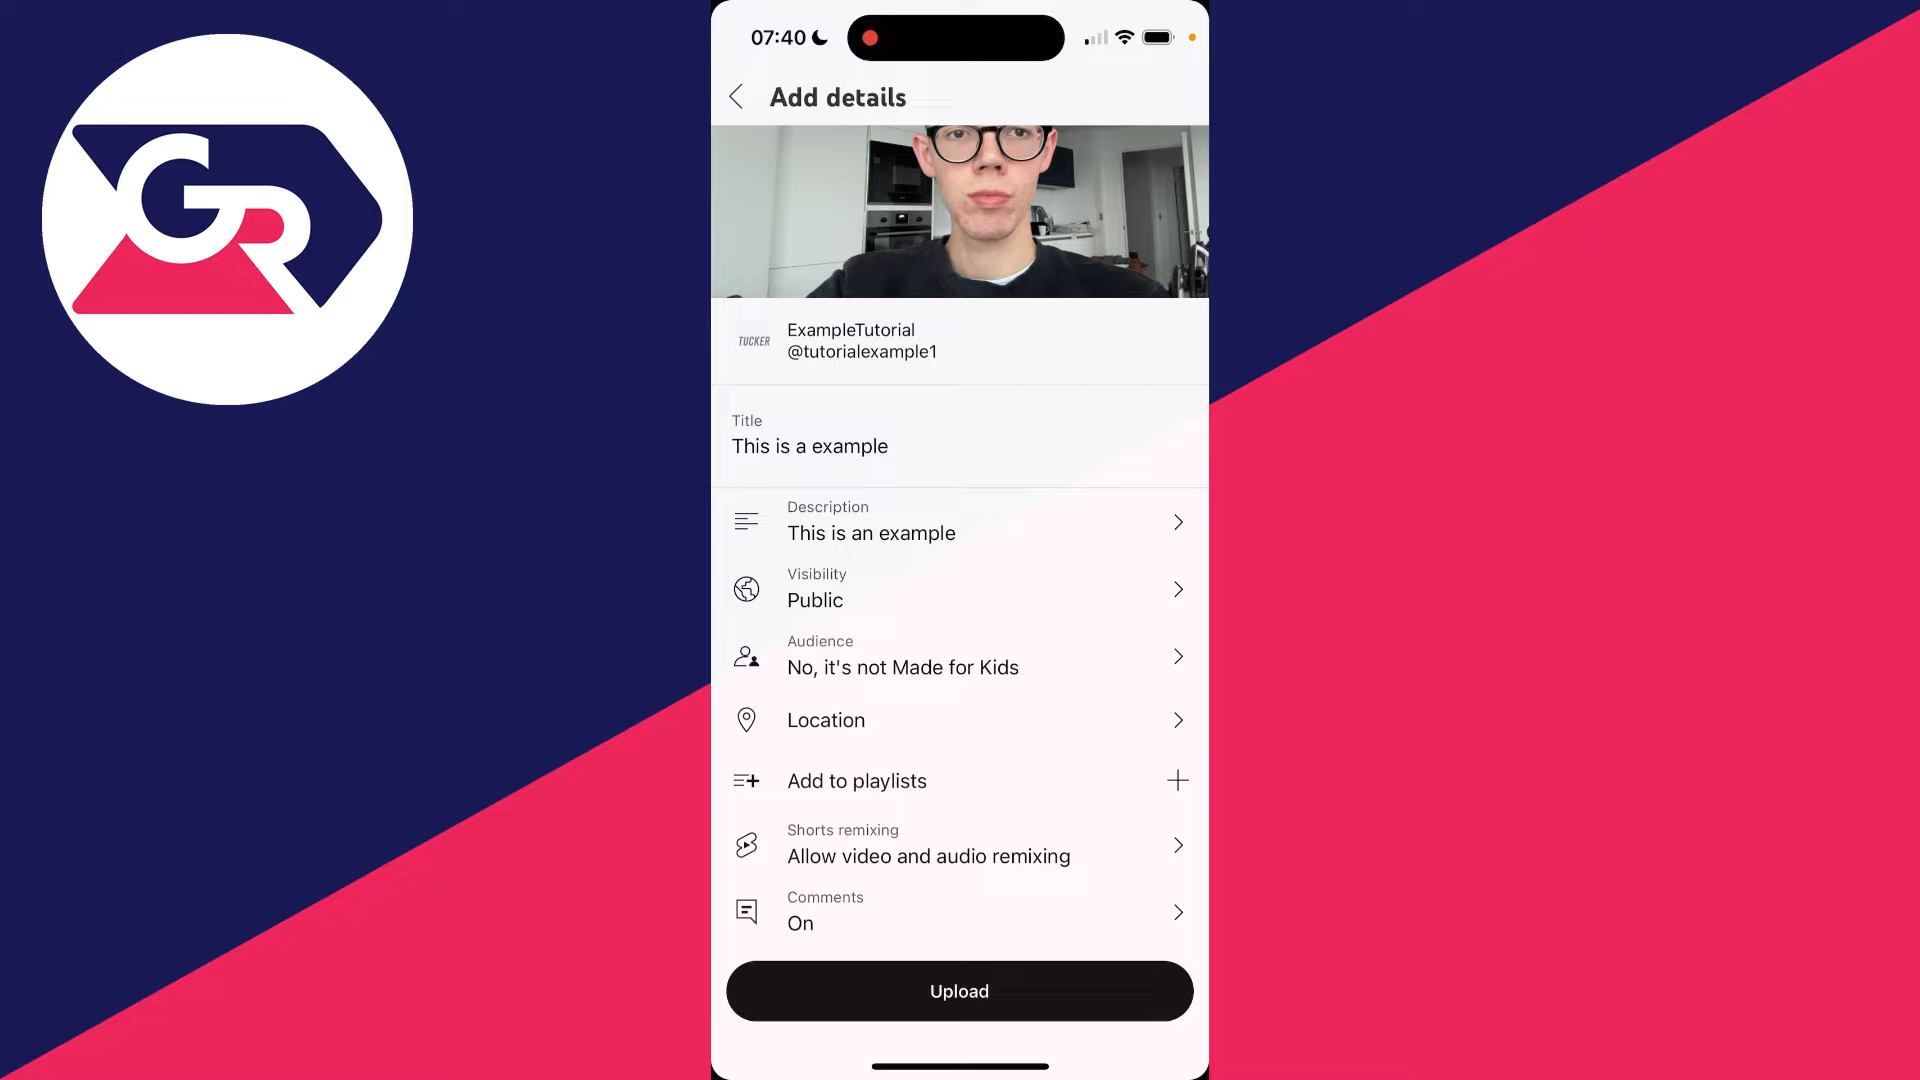 GR
07:40
Add details
TUCKER
ExampleTutorial
@tutorialexample1
Title
This is a example
Description
This is an example
Visibility
Public
Audience
No, it's not Made for Kids
Location
Add to playlists
Shorts remixing
Allow video and audio remixing
Comments
On
Upload